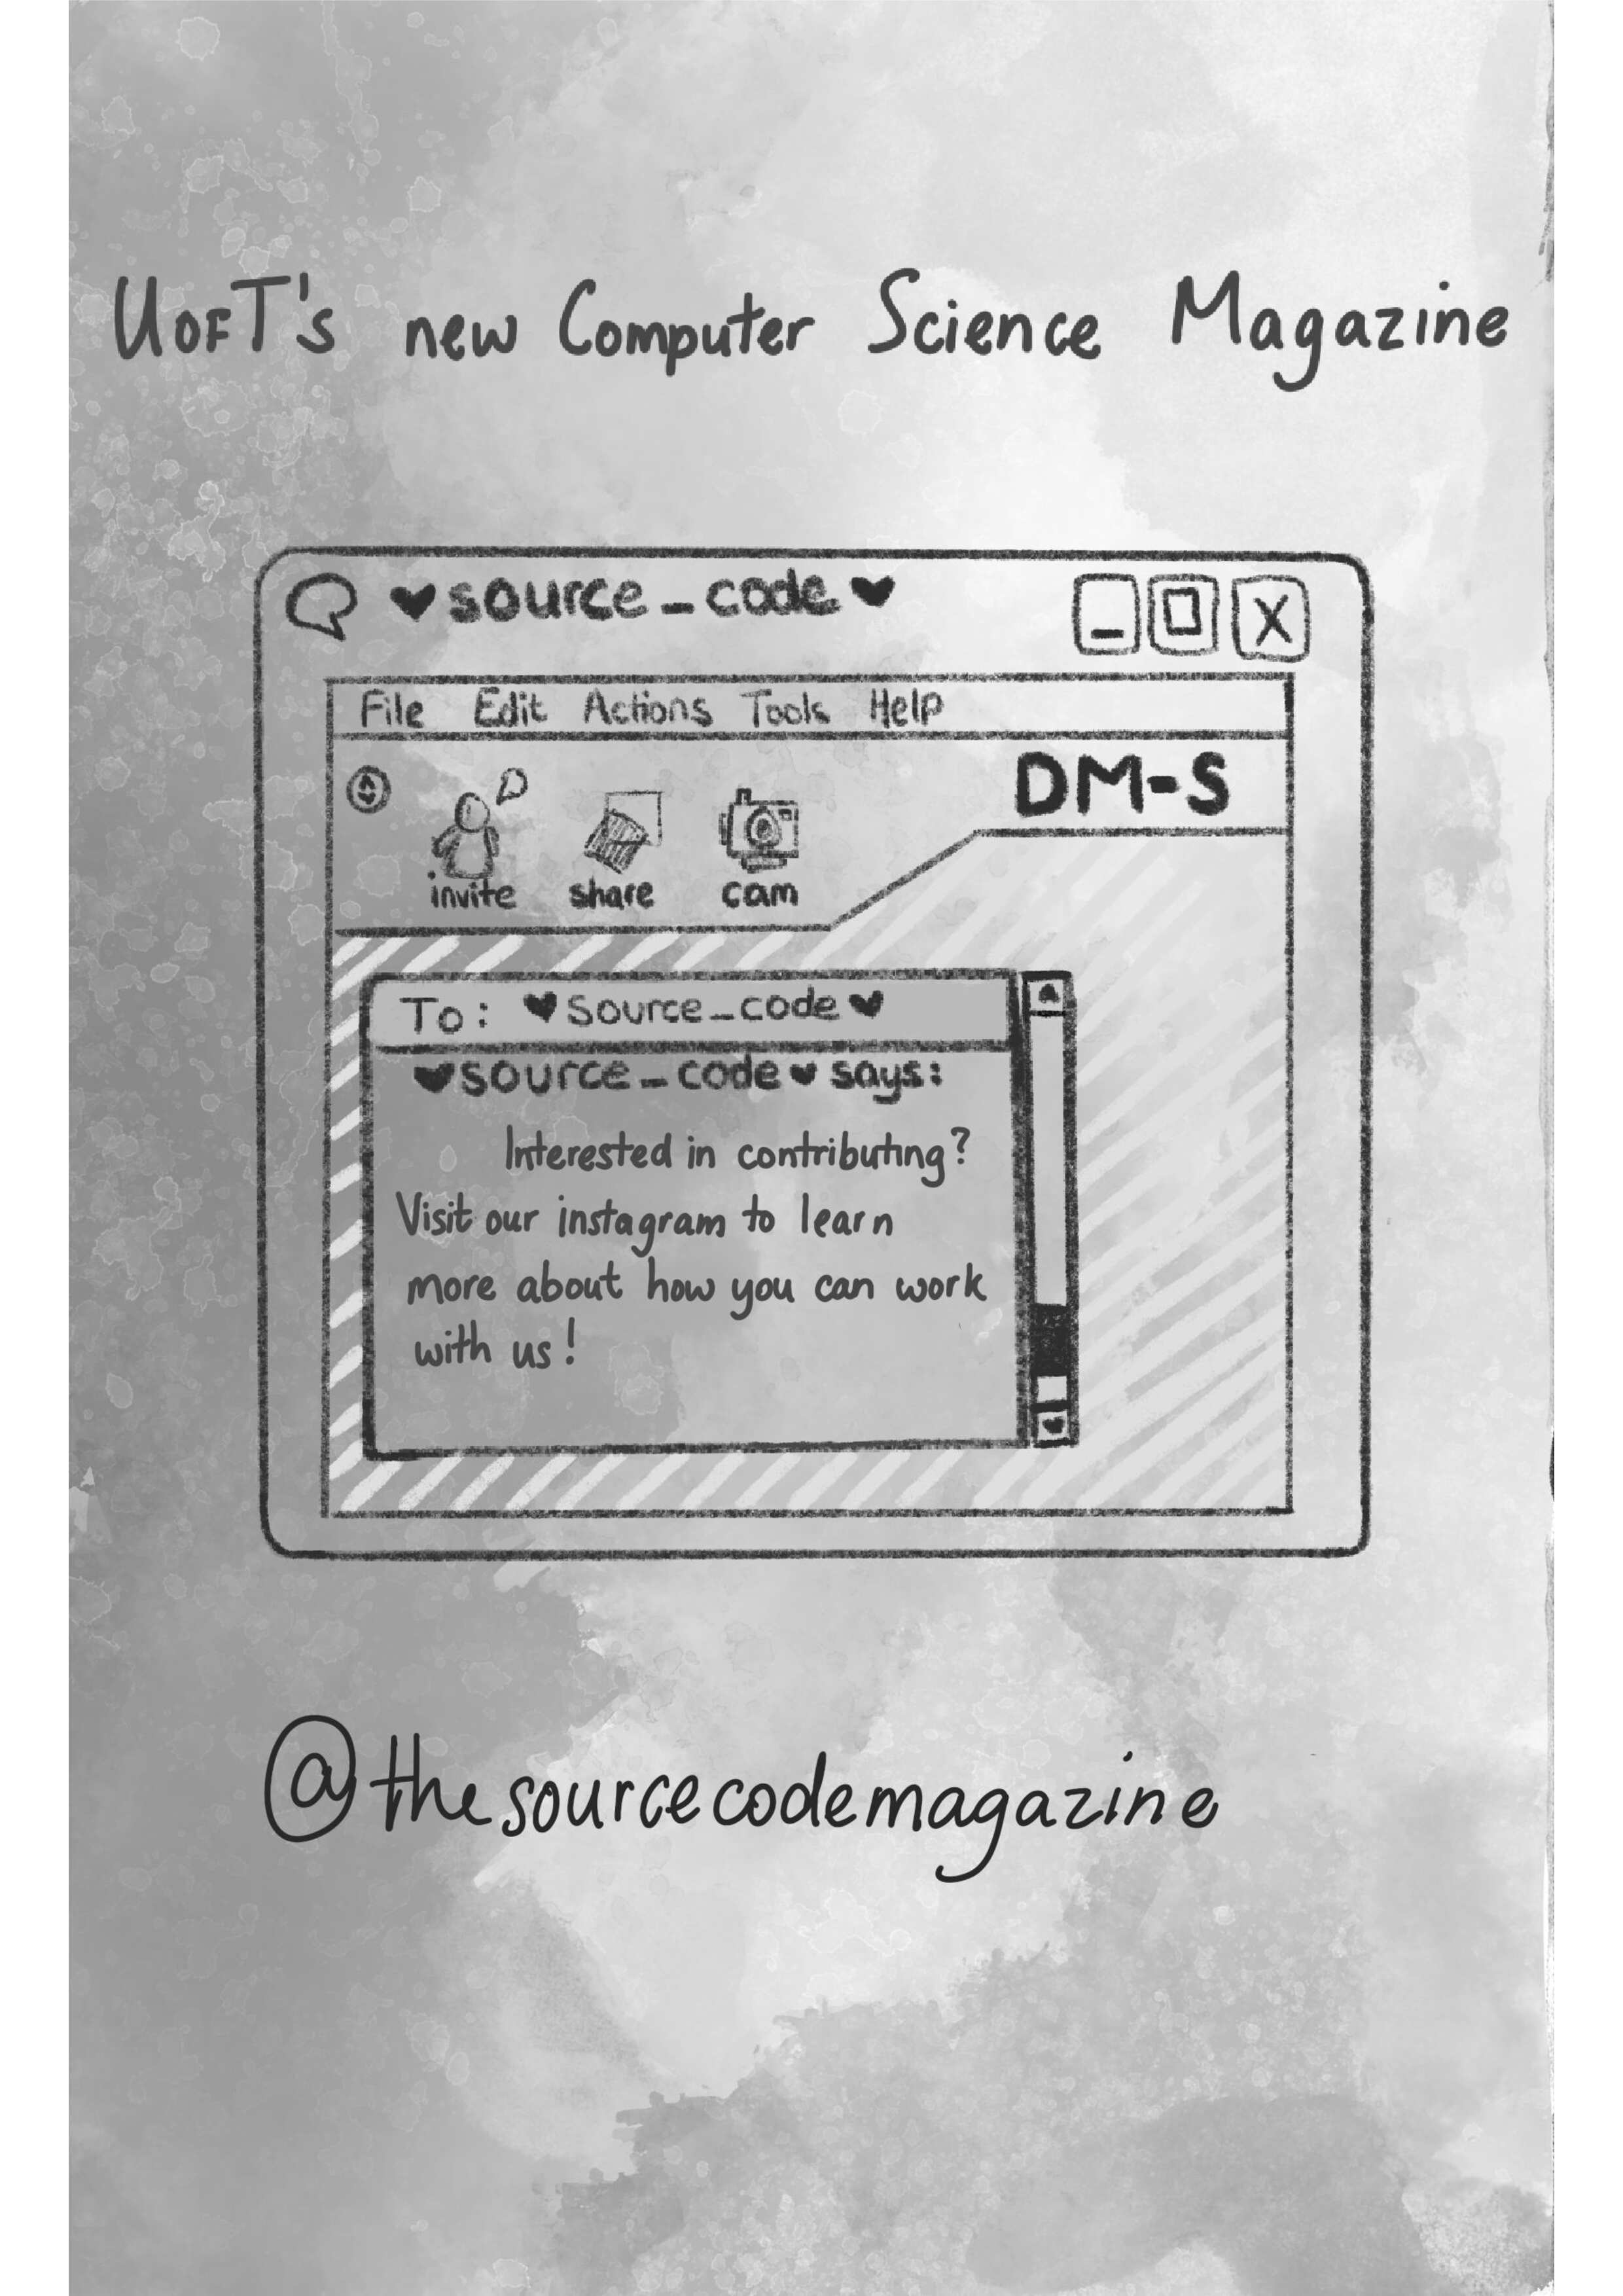 UofT's new Computer Science Magazine
♥source_code♥
File Edit Actions Tools Help
DM-S
invite share cam
To: ♥source_code♥
♥source_code♥ says:
Interested in contributing?
Visit our instagram to learn
more about how you can work
with us!
@thesourcecodemagazine